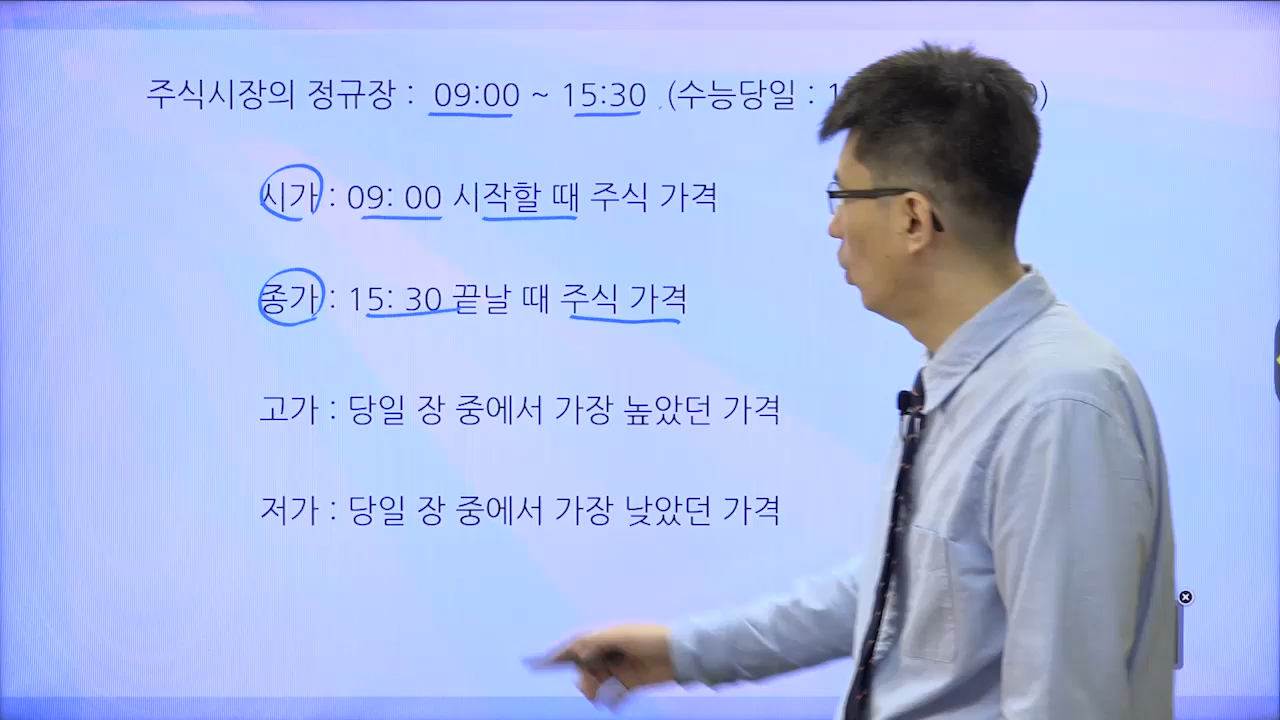 주식시장의 정규장 : 09:00 ~ 15:30 (수능당일 : 1
시가 : 09: 00 시작할 때 주식 가격
종가 : 15: 30 끝날 때 주식 가격
고가 : 당일 장 중에서 가장 높았던 가격
저가 : 당일 장 중에서 가장 낮았던 가격